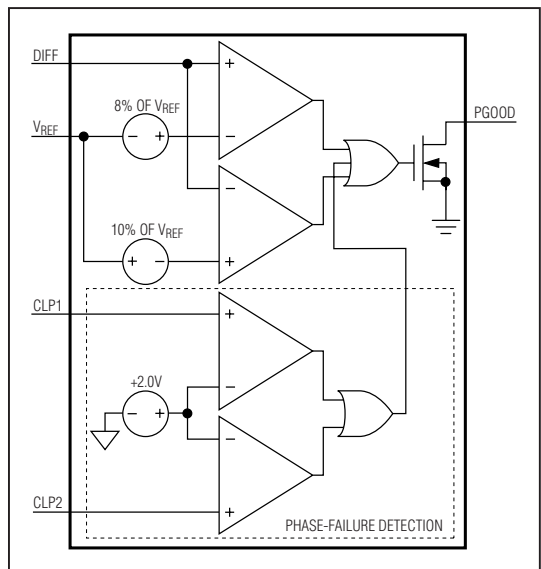 DIFF
8% OF VREF
VREF
PGOOD
10% OF VREF
CLP1
+2.0V
CLP2
PHASE-FAILURE DETECTION